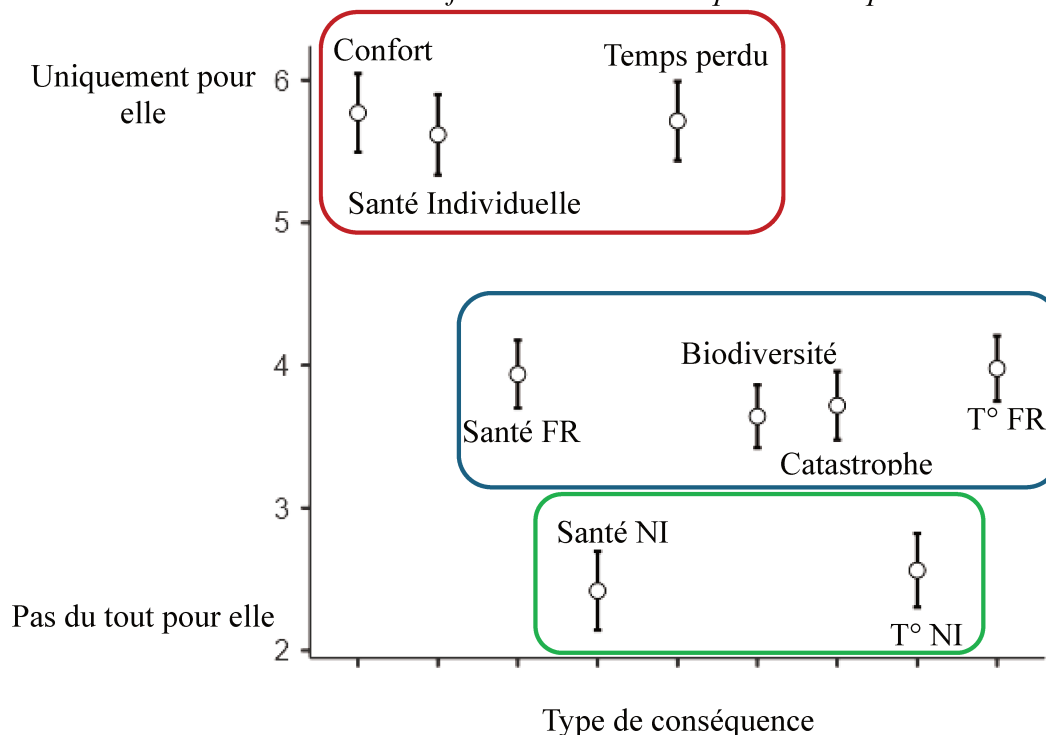 Uniquement pour
elle
6
5
4
3
2
Pas du tout pour elle
Confort
Temps perdu
Santé Individuelle
Biodiversité
Santé FR
T° FR
Catastrophe
Santé NI
T° NI
Type de conséquence